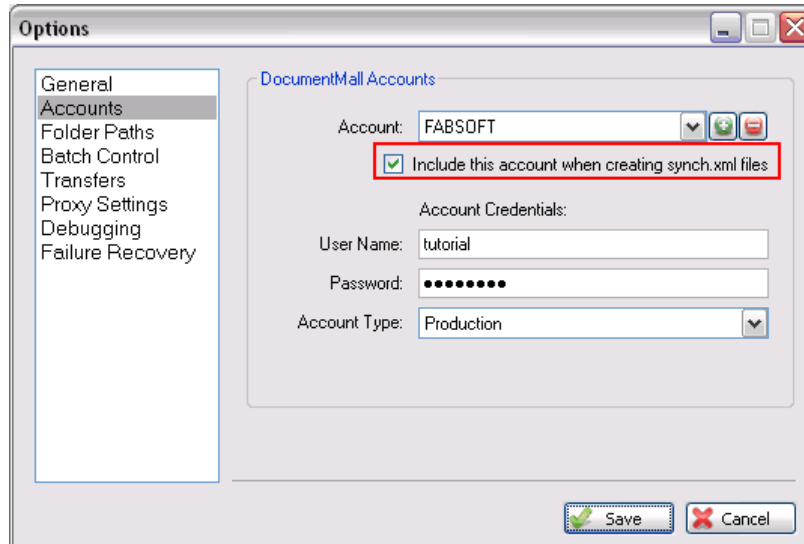 Options
General
Accounts
Folder Paths
Batch Control
Transfers
Proxy Settings
Debugging
Failure Recovery
DocumentMall Accounts
Account: FABSOFT
Include this account when creating synch.xml files
Account Credentials:
User Name: tutorial
Password: ●●●●●●●●
Account Type: Production
Save Cancel